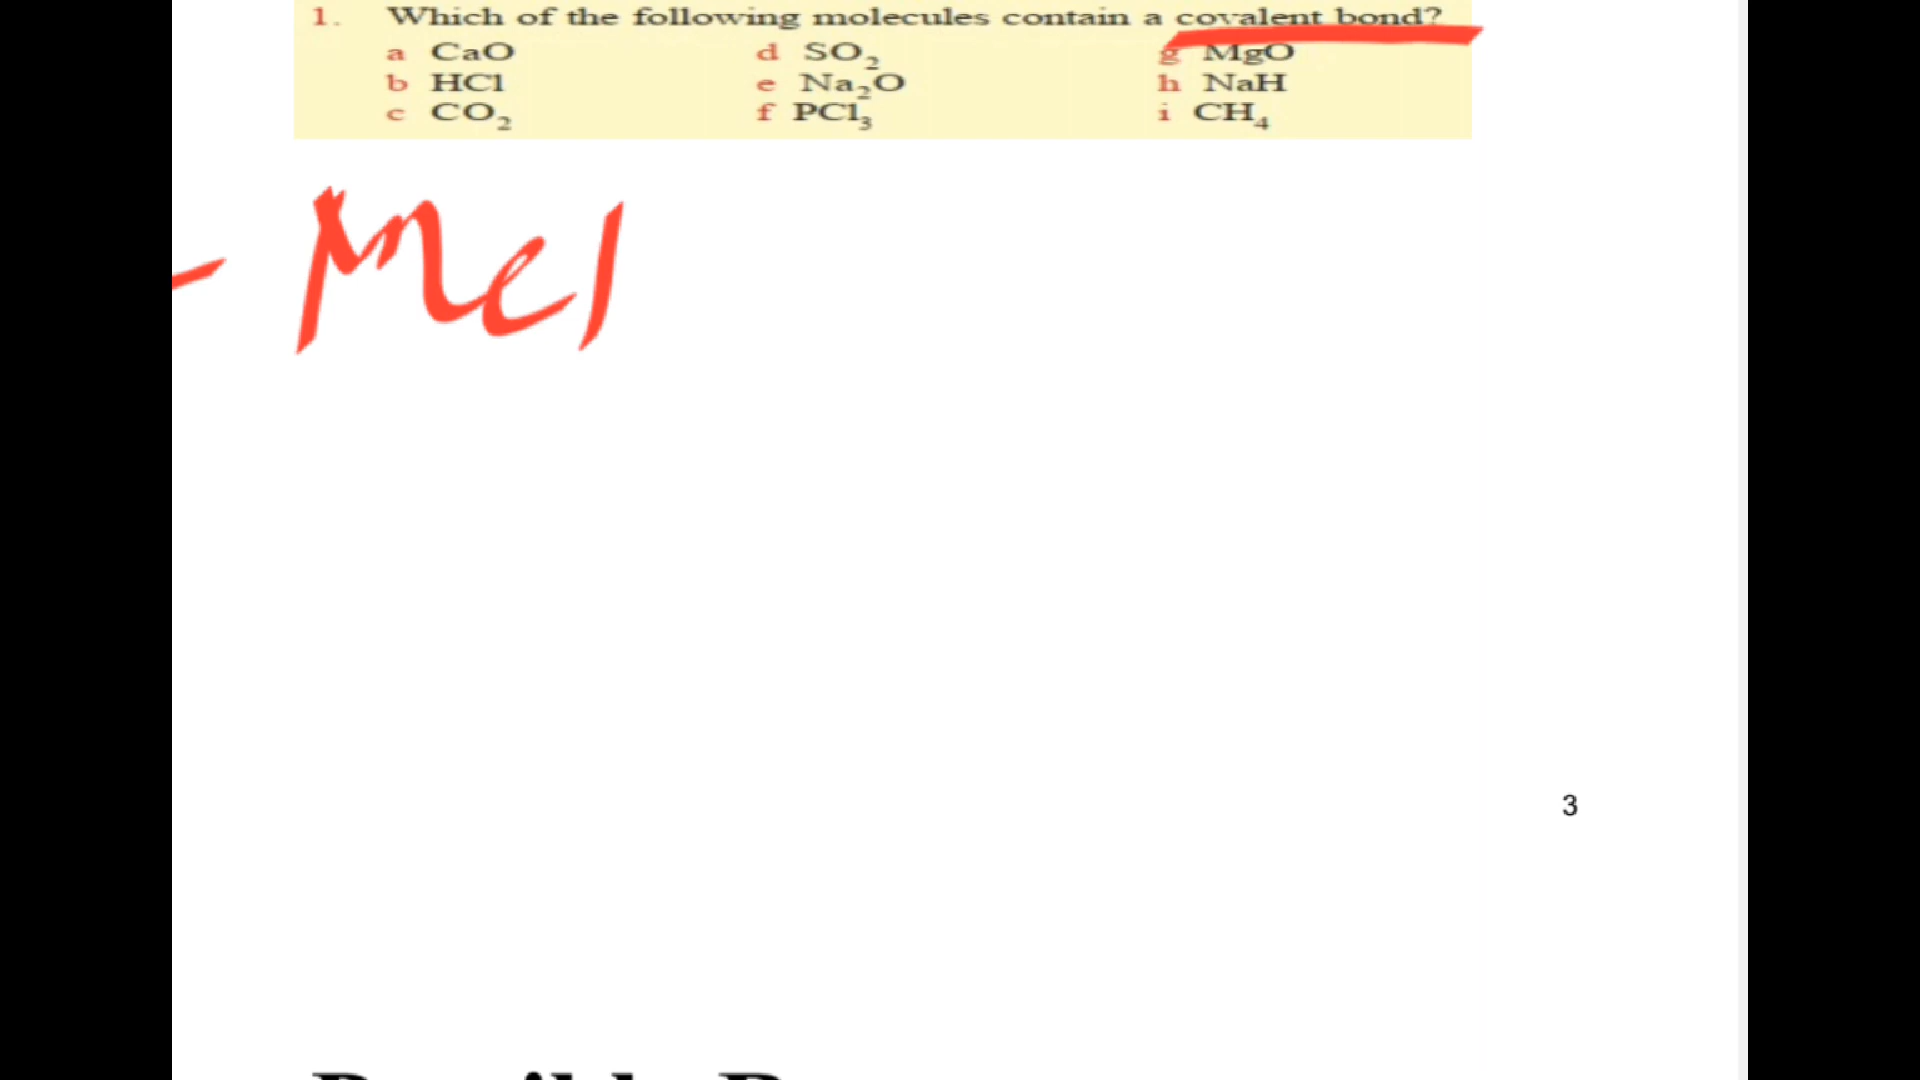 1. Which of the following molecules contain a covalent bond?
a CaO d SO₂ g MgO
b HCl e Na₂O h NaH
c CO₂ f PCl₃ i CH₄
- Mcl
3